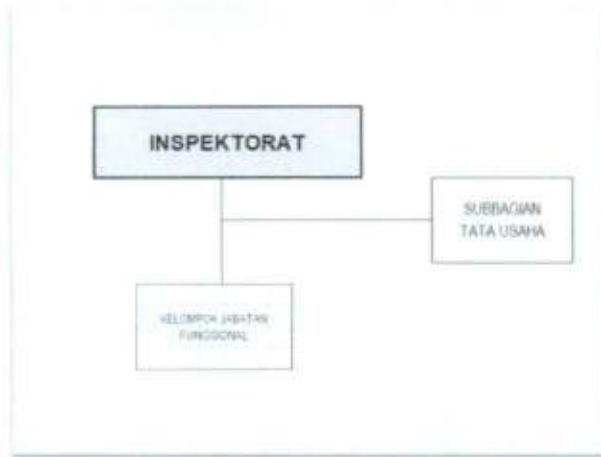 INSPEKTORAT
SUBBAGIAN
TATA USAHA
KELOMPOK JABATAN
FUNGSIONAL